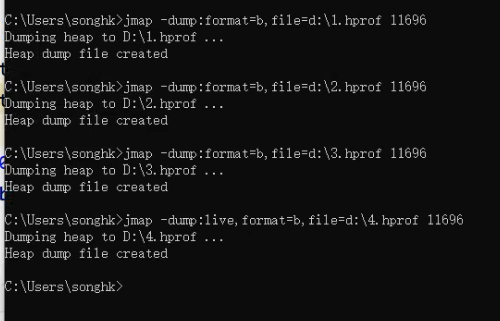 C:\Users\songhk>jmap -dump:format=b,file=d:\1.hprof 11696
Dumping heap to D:\1.hprof ...
Heap dump file created
C:\Users\songhk>jmap -dump:format=b,file=d:\2.hprof 11696
Dumping heap to D:\2.hprof ...
Heap dump file created
C:\Users\songhk>jmap -dump:format=b,file=d:\3.hprof 11696
Dumping heap to D:\3.hprof ...
Heap dump file created
C:\Users\songhk>jmap -dump:live,format=b,file=d:\4.hprof 11696
Dumping heap to D:\4.hprof ...
Heap dump file created
C:\Users\songhk>